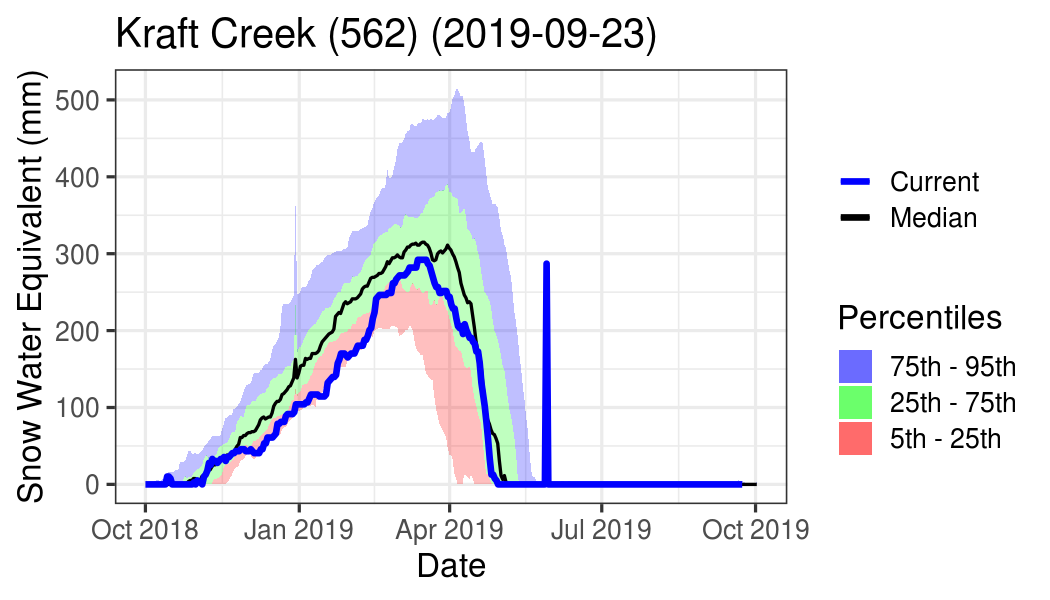 Kraft Creek (562) (2019-09-23)
Snow Water Equivalent (mm)
500
400
300
200
100
0
Oct 2018
Jan 2019
Apr 2019
Jul 2019
Oct 2019
Date
Current
Median
Percentiles
75th - 95th
25th - 75th
5th - 25th